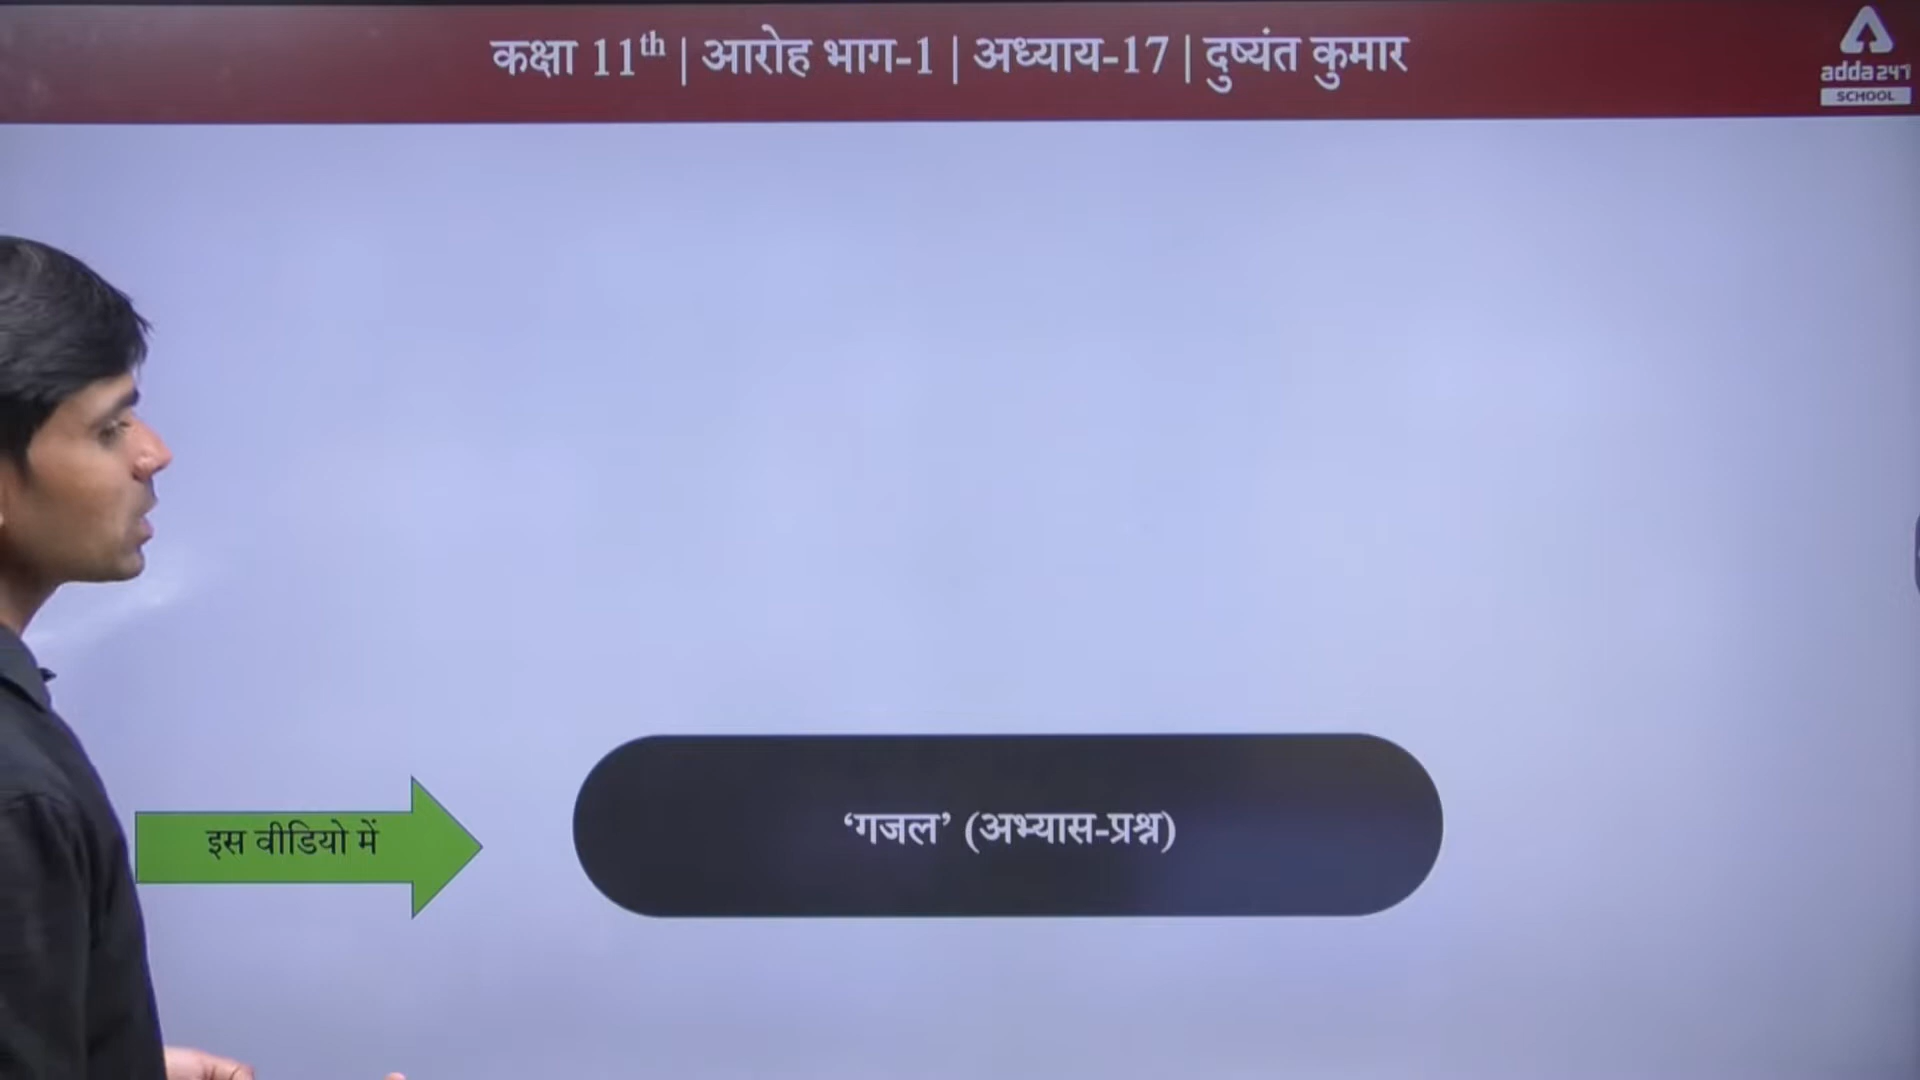 कक्षा 11th | आरोह भाग-1 | अध्याय-17 | दुष्यंत कुमार
adda247
SCHOOL
इस वीडियो में
‘गजल’ (अभ्यास-प्रश्न)